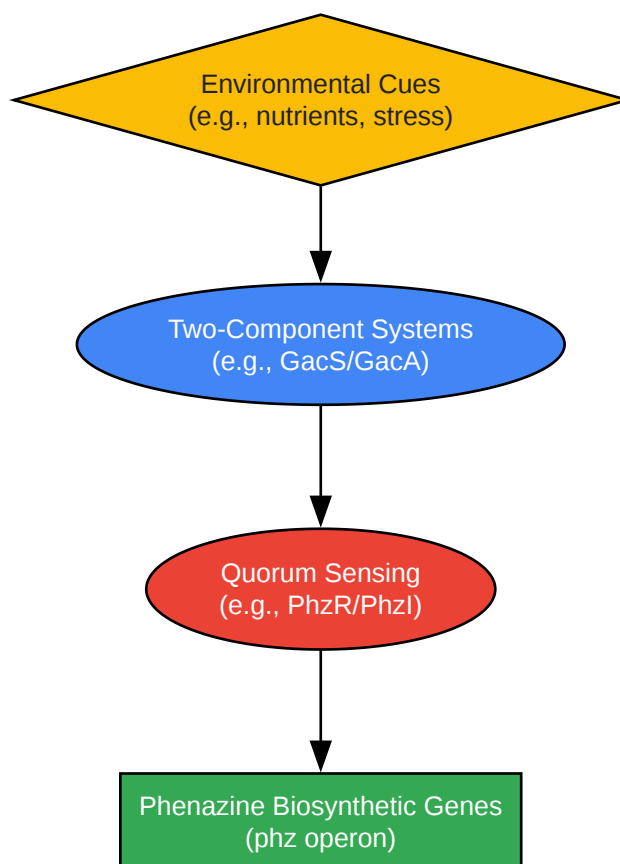 Environmental Cues
(e.g., nutrients, stress)
Two-Component Systems
(e.g., GacS/GacA)
Quorum Sensing
(e.g., PhzR/PhzI)
Phenazine Biosynthetic Genes
(phz operon)